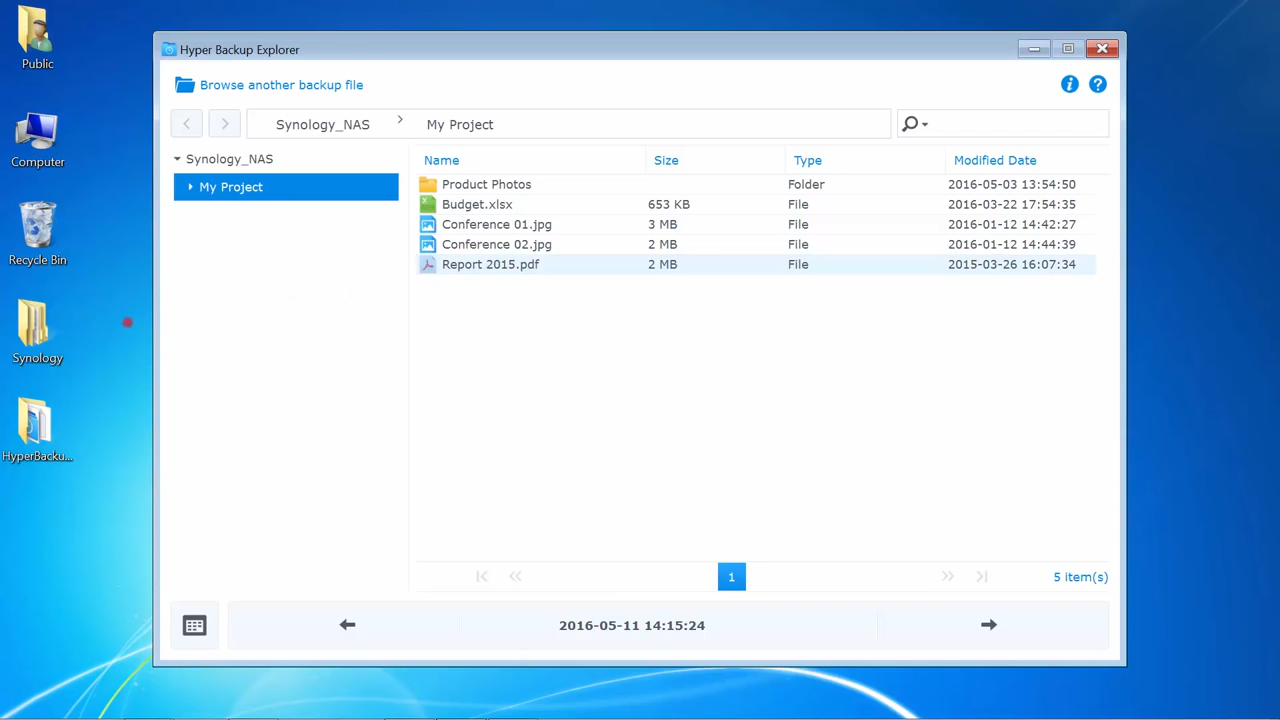 Public
Computer
Recycle Bin
Synology
HyperBacku...
Hyper Backup Explorer
Browse another backup file
Synology_NAS
My Project
Synology_NAS
My Project
Name Size Type Modified Date
Product Photos Folder 2016-05-03 13:54:50
Budget.xlsx 653 KB File 2016-03-22 17:54:35
Conference 01.jpg 3 MB File 2016-01-12 14:42:27
Conference 02.jpg 2 MB File 2016-01-12 14:44:39
Report 2015.pdf 2 MB File 2015-03-26 16:07:34
1
5 item(s)
2016-05-11 14:15:24